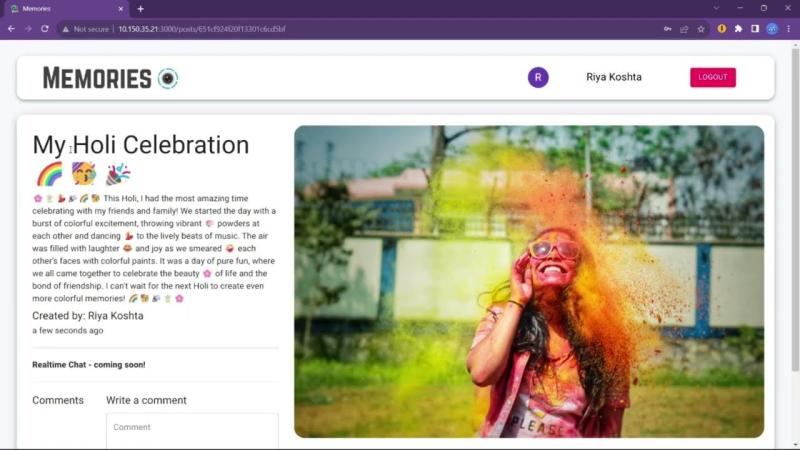 Memories
Not secure | 10.150.35.21:3000/posts/651cf924f20f13301c6cd5bf
MEMORIES
R
Riya Koshta
LOGOUT
My Holi Celebration
🌈 🥳 🎉
This Holi, I had the most amazing time
celebrating with my friends and family! We started the day with a
burst of colorful excitement, throwing vibrant powders at
each other and dancing 💃 to the lively beats of music. The air
was filled with laughter and joy as we smeared each
other's faces with colorful paints. It was a day of pure fun, where
we all came together to celebrate the beauty 🌸 of life and the
bond of friendship. I can't wait for the next Holi to create even
more colorful memories!
Created by: Riya Koshta
a few seconds ago
Realtime Chat - coming soon!
Comments
Write a comment
Comment
PLEASE